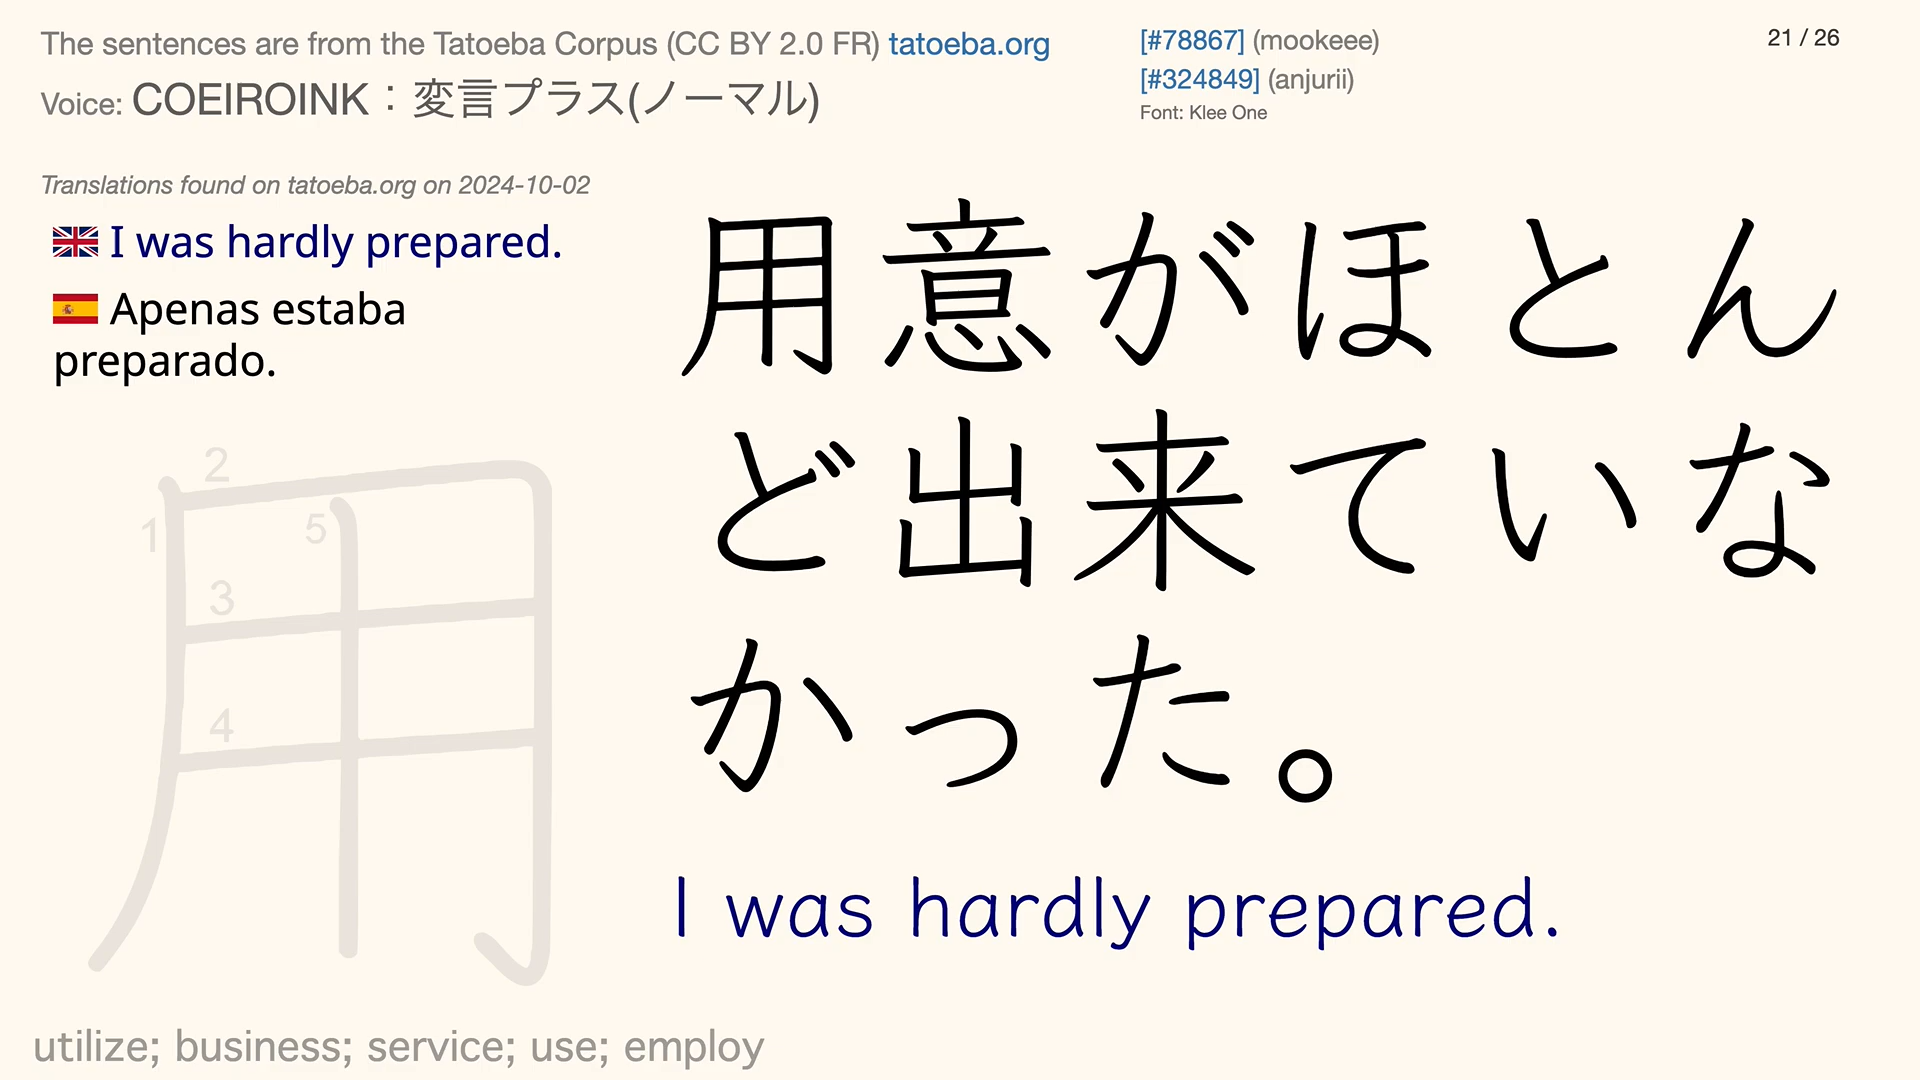 The sentences are from the Tatoeba Corpus (CC BY 2.0 FR) tatoeba.org
Voice: COEIROINK：変言プラス(ノーマル)
[#78867] (mookeee)
[#324849] (anjurii)
Font: Klee One
21 / 26
Translations found on tatoeba.org on 2024-10-02
I was hardly prepared.
Apenas estaba
preparado.
用意がほとん
ど出来ていな
かった。
I was hardly prepared.
1
2
3
4
5
用
utilize; business; service; use; employ